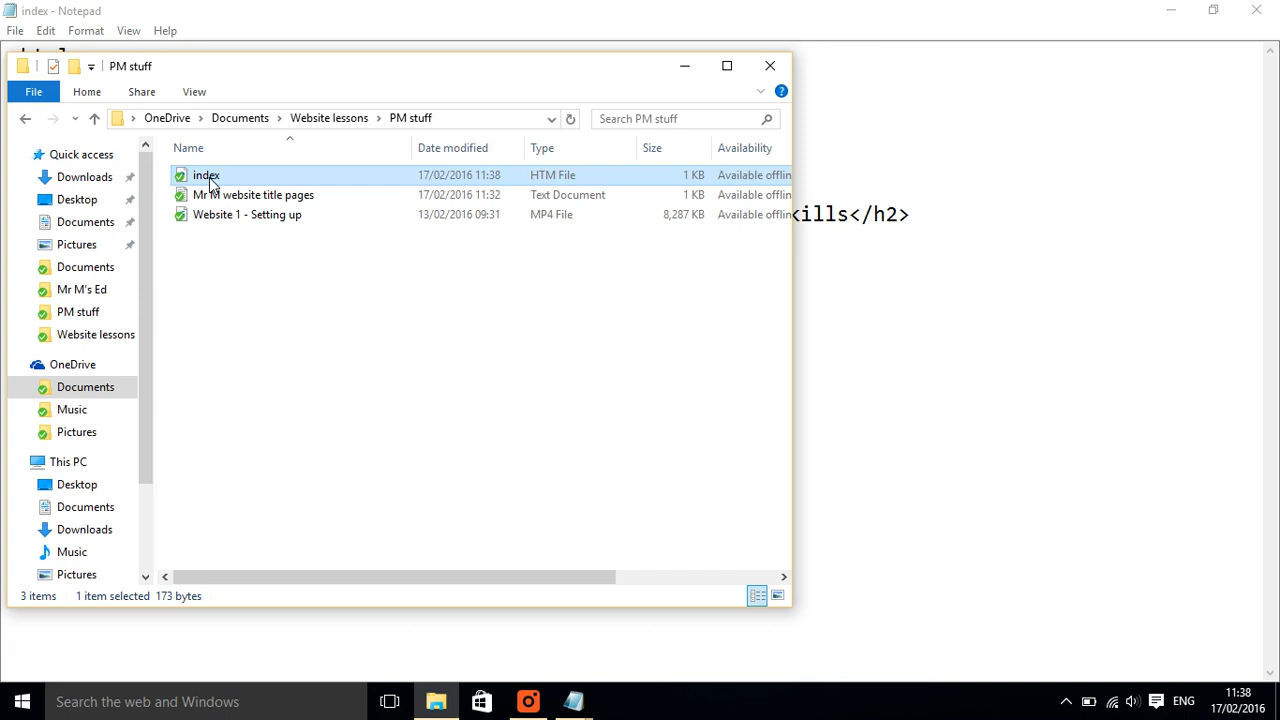 index - Notepad
File Edit Format View Help
PM stuff
File Home Share View
OneDrive Documents Website lessons PM stuff Search PM stuff
Name Date modified Type Size Availability
index 17/02/2016 11:38 HTM File 1 KB Available offlin
Mr M website title pages 17/02/2016 11:32 Text Document 1 KB Available offlin
Website 1 - Setting up 13/02/2016 09:31 MP4 File 8,287 KB Available offlin
kills</h2>
Quick access
Downloads
Desktop
Documents
Pictures
Documents
Mr M's Ed
PM stuff
Website lessons
OneDrive
Documents
Music
Pictures
This PC
Desktop
Documents
Downloads
Music
Pictures
3 items 1 item selected 173 bytes
Search the web and Windows
ENG
11:38
17/02/2016